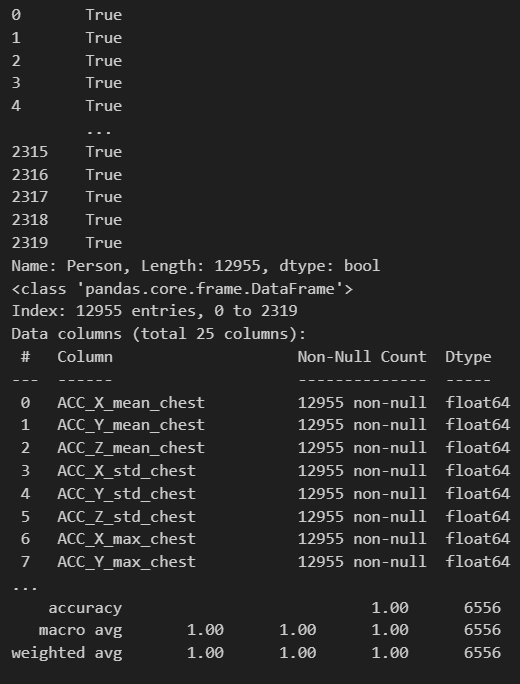 0 True
1 True
2 True
3 True
4 True
...
2315 True
2316 True
2317 True
2318 True
2319 True
Name: Person, Length: 12955, dtype: bool
<class 'pandas.core.frame.DataFrame'>
Index: 12955 entries, 0 to 2319
Data columns (total 25 columns):
# Column Non-Null Count Dtype
--- ------ -------------- -----
0 ACC_X_mean_chest 12955 non-null float64
1 ACC_Y_mean_chest 12955 non-null float64
2 ACC_Z_mean_chest 12955 non-null float64
3 ACC_X_std_chest 12955 non-null float64
4 ACC_Y_std_chest 12955 non-null float64
5 ACC_Z_std_chest 12955 non-null float64
6 ACC_X_max_chest 12955 non-null float64
7 ACC_Y_max_chest 12955 non-null float64
...
accuracy 1.00 6556
macro avg 1.00 1.00 1.00 6556
weighted avg 1.00 1.00 1.00 6556